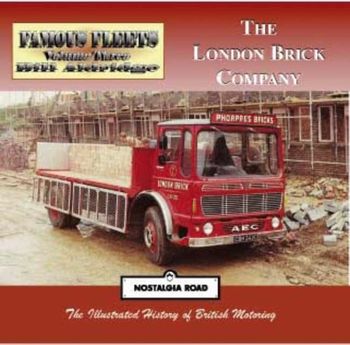 FAMOUS FLEETS
Volume Three
Bill Aldridge
THE
LONDON BRICK
COMPANY
PHORPRES BRICKS
LONDON BRICK
AEC
NOSTALGIA ROAD
The Illustrated History of British Motoring